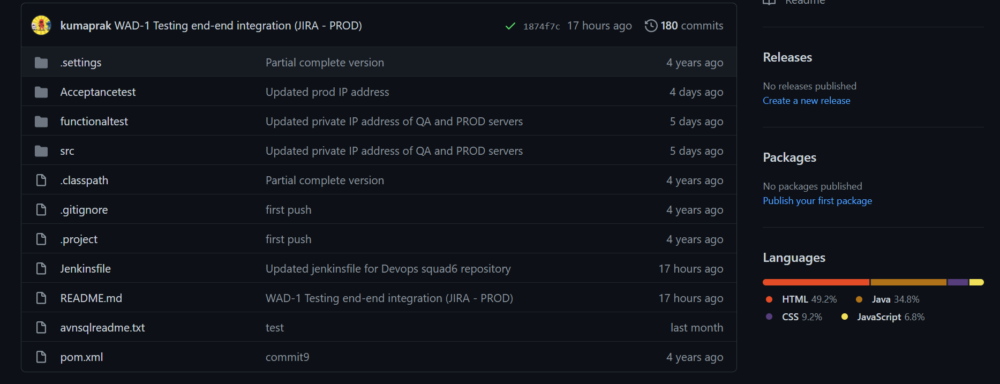 Readme
kumaprak WAD-1 Testing end-end integration (JIRA - PROD) 1874f7c 17 hours ago 180 commits
.settings Partial complete version 4 years ago
Acceptancetest Updated prod IP address 4 days ago
functionaltest Updated private IP address of QA and PROD servers 5 days ago
src Updated private IP address of QA and PROD servers 5 days ago
.classpath Partial complete version 4 years ago
.gitignore first push 4 years ago
.project first push 4 years ago
Jenkinsfile Updated jenkinsfile for Devops squad6 repository 17 hours ago
README.md WAD-1 Testing end-end integration (JIRA - PROD) 17 hours ago
avnsqlreadme.txt test last month
pom.xml commit9 4 years ago
Releases
No releases published
Create a new release
Packages
No packages published
Publish your first package
Languages
HTML 49.2% Java 34.8%
CSS 9.2% JavaScript 6.8%